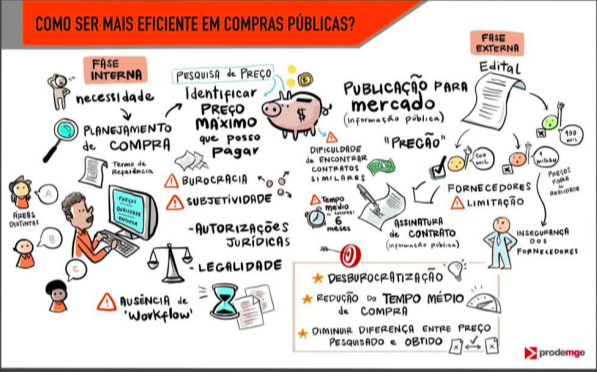 COMO SER MAIS EFICIENTE EM COMPRAS PÚBLICAS?
FASE
INTERNA
necessidade
PLANEJAMENTO
de COMPRA
Termo de
Referência
ÁREAS
DISTINTAS
A
B
C
PREÇOS
QUALIDADE
PESQUISA de PREÇO
Identificar
PREÇO
MÁXIMO
que posso
pagar
$
BUROCRACIA
SUBJETIVIDADE
-AUTORIZAÇÕES
JURÍDICAS
-LEGALIDADE
AUSÊNCIA de
'Workflow'
DIFICULDADE
de ENCONTRAR
CONTRATOS
SIMILARES
Tempo
médio
de COMPRA:
6
meses
PUBLICAÇÃO PARA
mercado
(informação pública)
"PREGÃO"
ASSINATURA
de CONTRATO
(informação pública)
FASE
EXTERNA
Edital
100
MIL
500
MIL
1
milhão
PREÇOS
FORA
da
REALIDADE
FORNECEDORES
LIMITAÇÃO
INSEGURANÇA
DOS
FORNECEDORES
DESBUROCRATIZAÇÃO
REDUÇÃO DO TEMPO MÉDIO
de COMPRA
DIMINUIR DIFERENÇA ENTRE PREÇO
PESQUISADO e OBTIDO
prodemge